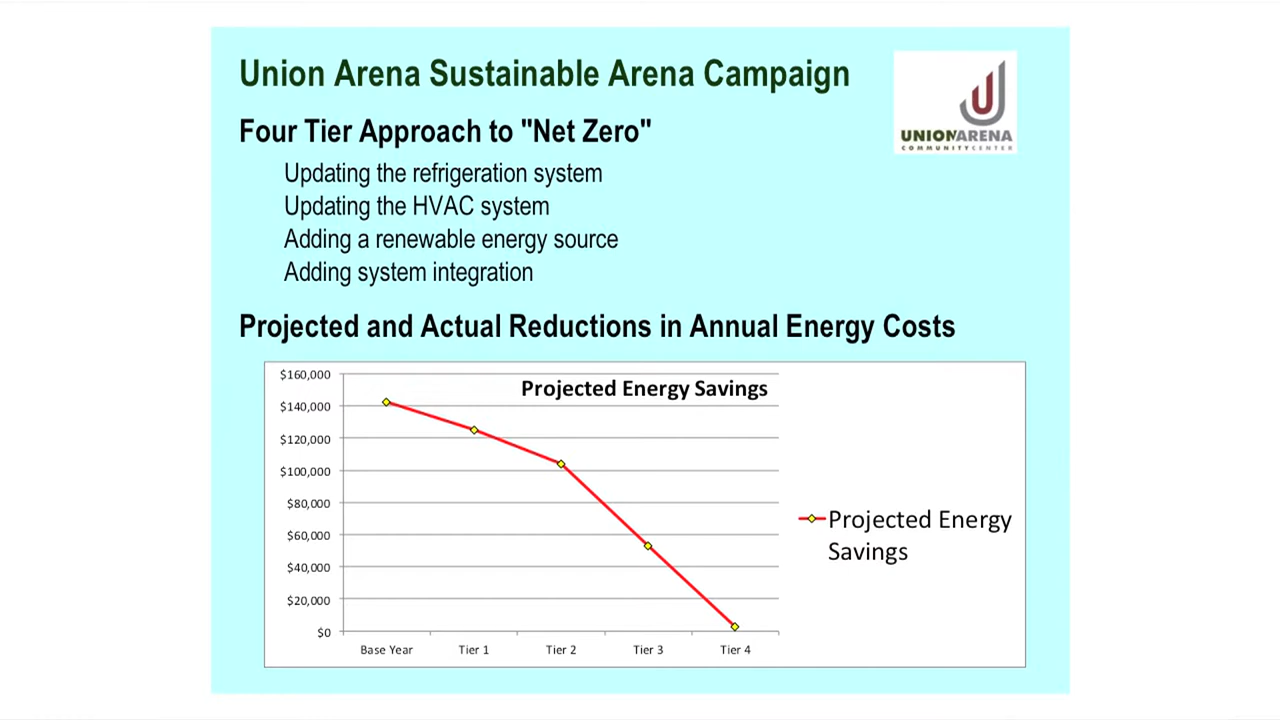 Union Arena Sustainable Arena Campaign
UNIONARENA
COMMUNITYCENTER
Four Tier Approach to "Net Zero"
Updating the refrigeration system
Updating the HVAC system
Adding a renewable energy source
Adding system integration
Projected and Actual Reductions in Annual Energy Costs
Projected Energy Savings
$160,000
$140,000
$120,000
$100,000
$80,000
$60,000
$40,000
$20,000
$0
Base Year
Tier 1
Tier 2
Tier 3
Tier 4
Projected Energy
Savings